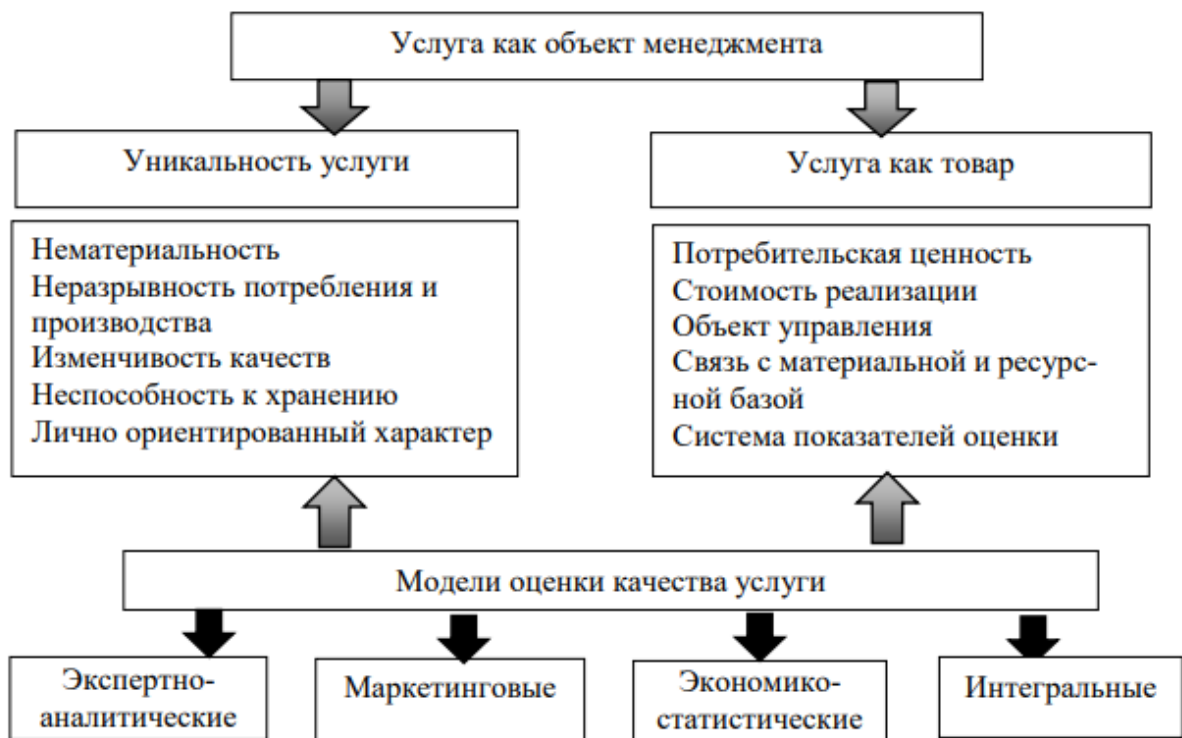 Услуга как объект менеджмента
Уникальность услуги
Услуга как товар
Нематериальность
Неразрывность потребления и
производства
Изменчивость качеств
Неспособность к хранению
Лично ориентированный характер
Потребительская ценность
Стоимость реализации
Объект управления
Связь с материальной и ресурс-
ной базой
Система показателей оценки
Модели оценки качества услуги
Экспертно-
аналитические
Маркетинговые
Экономико-
статистические
Интегральные